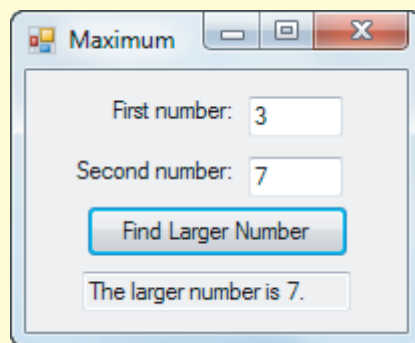 Maximum
First number: 3
Second number: 7
Find Larger Number
The larger number is 7.